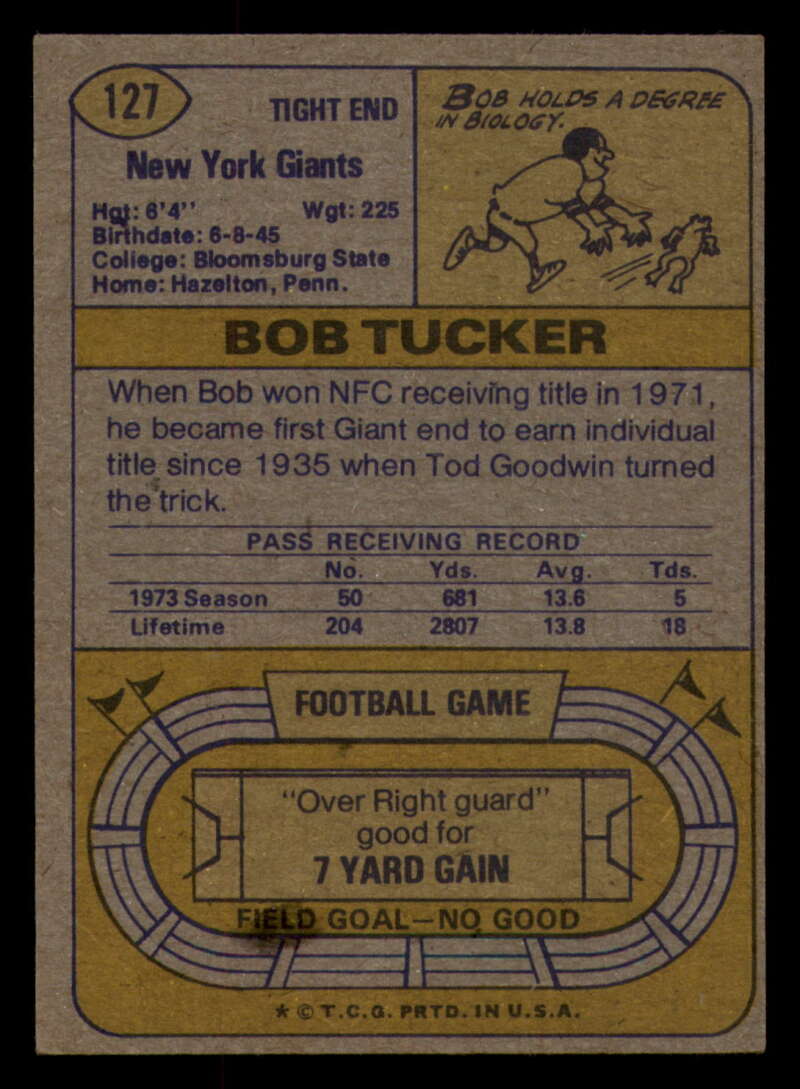 127
TIGHT END
New York Giants
Hgt: 6'4" Wgt: 225
Birthdate: 6-8-45
College: Bloomsburg State
Home: Hazelton, Penn.
BOB HOLDS A DEGREE
IN BIOLOGY.
BOB TUCKER
When Bob won NFC receiving title in 1971,
he became first Giant end to earn individual
title since 1935 when Tod Goodwin turned
the trick.
PASS RECEIVING RECORD
No. Yds. Avg. Tds.
1973 Season 50 681 13.6 5
Lifetime 204 2807 13.8 18
FOOTBALL GAME
"Over Right guard"
good for
7 YARD GAIN
FIELD GOAL—NO GOOD
* © T.C.G. PRTD. IN U.S.A.